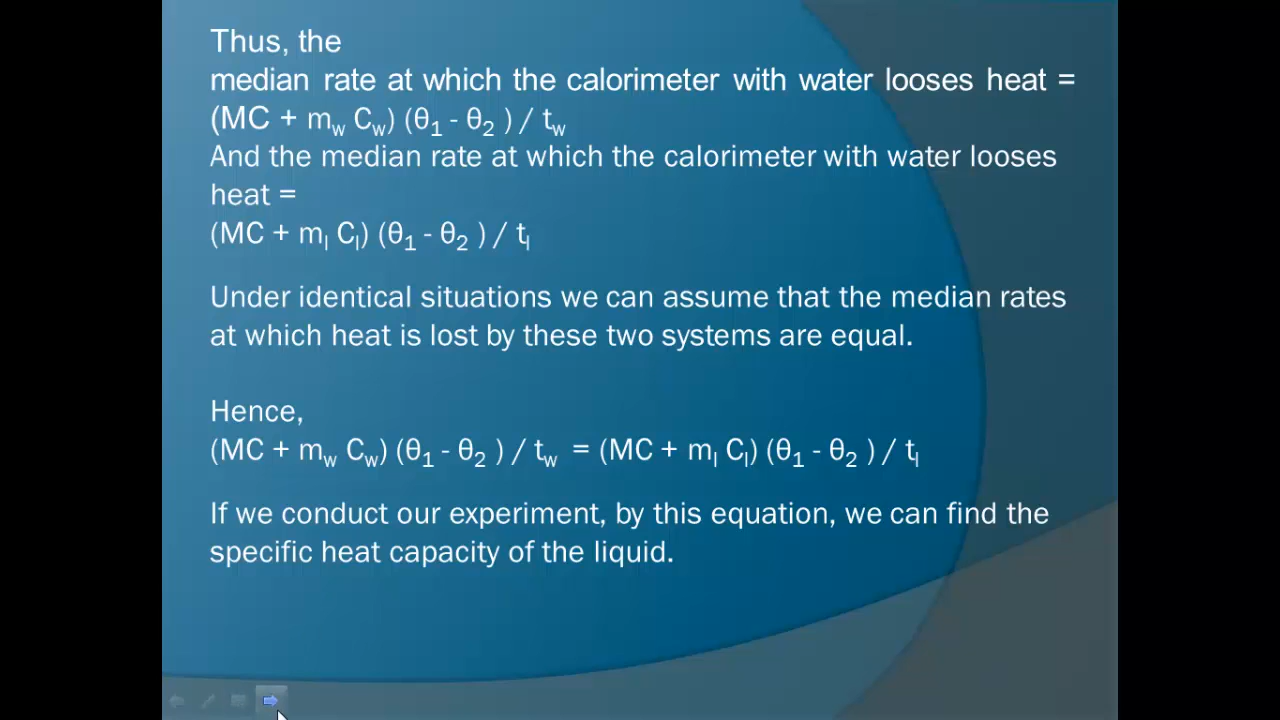 Thus, the
median rate at which the calorimeter with water looses heat =
(MC + mw Cw) (θ1 - θ2 ) / tw
And the median rate at which the calorimeter with water looses
heat =
(MC + ml Cl) (θ1 - θ2 ) / tl
Under identical situations we can assume that the median rates
at which heat is lost by these two systems are equal.
Hence,
(MC + mw Cw) (θ1 - θ2 ) / tw = (MC + ml Cl) (θ1 - θ2 ) / tl
If we conduct our experiment, by this equation, we can find the
specific heat capacity of the liquid.